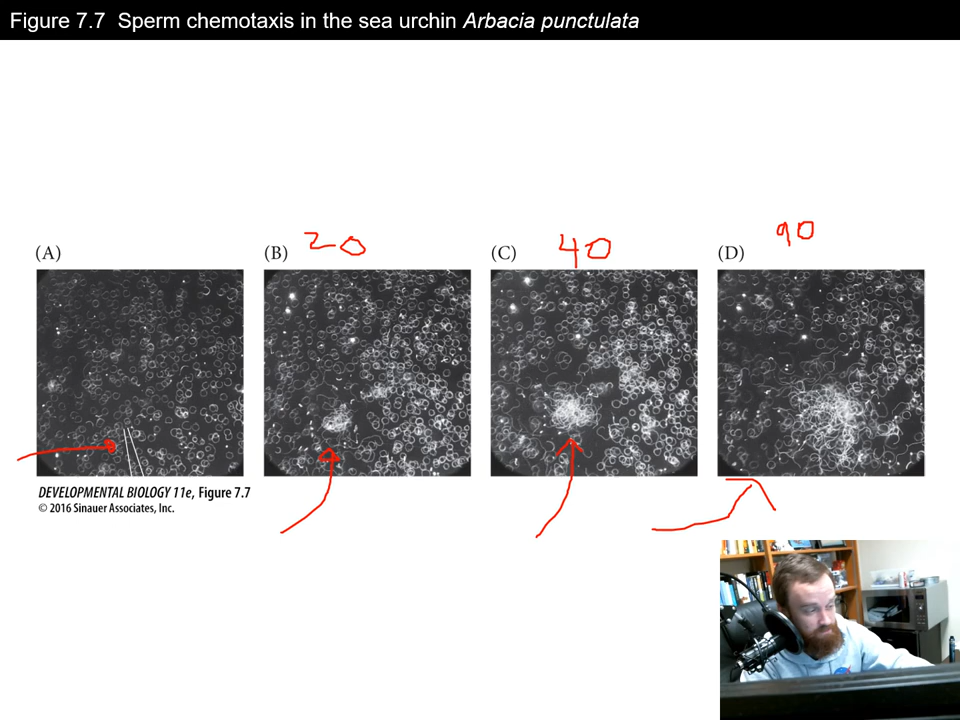 Figure 7.7 Sperm chemotaxis in the sea urchin Arbacia punctulata
(A)
(B) 20
(C) 40
(D) 90
DEVELOPMENTAL BIOLOGY 11e, Figure 7.7
© 2016 Sinauer Associates, Inc.